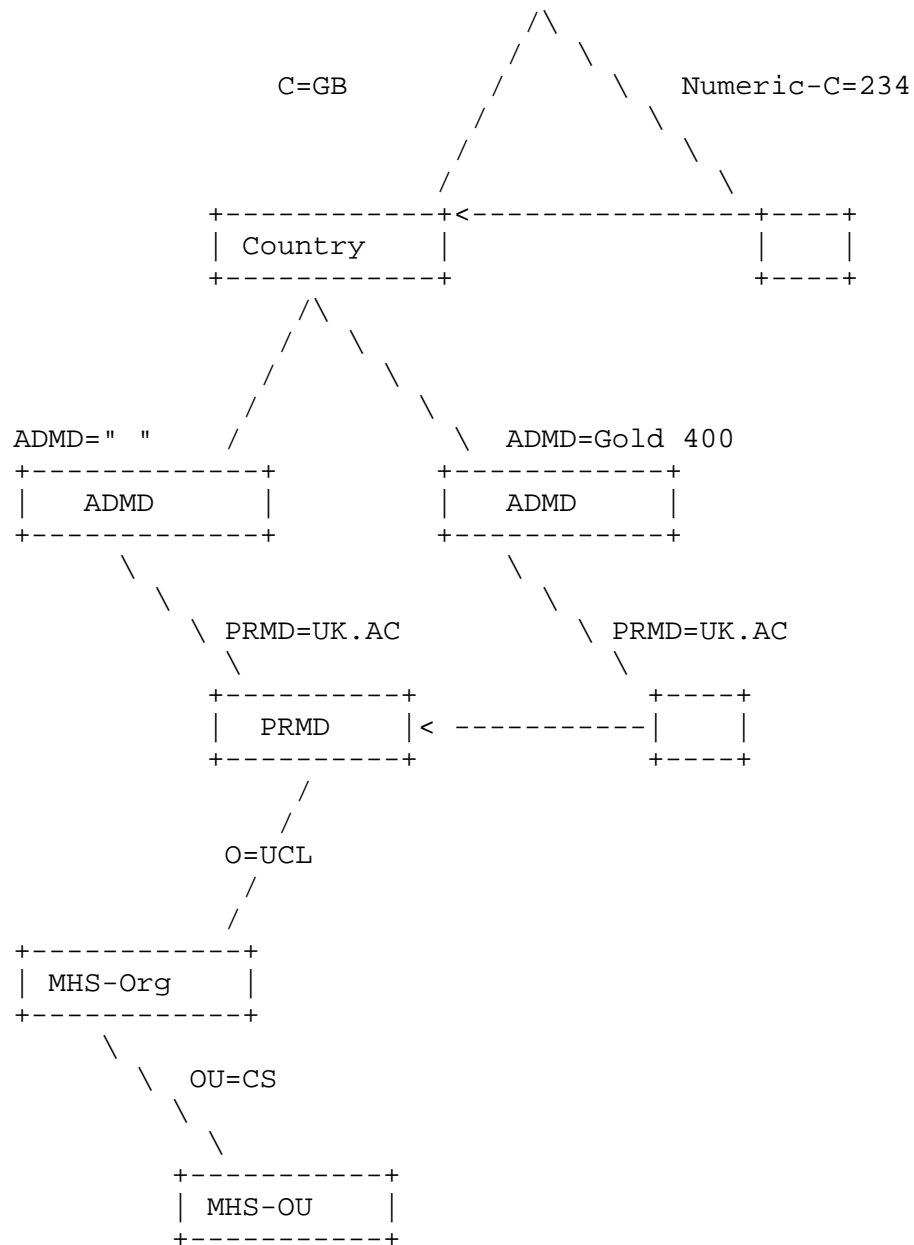 C=GB Numeric-C=234
Country
ADMD=" " ADMD=Gold 400
ADMD ADMD
PRMD=UK.AC PRMD=UK.AC
PRMD
O=UCL
MHS-Org
OU=CS
MHS-OU